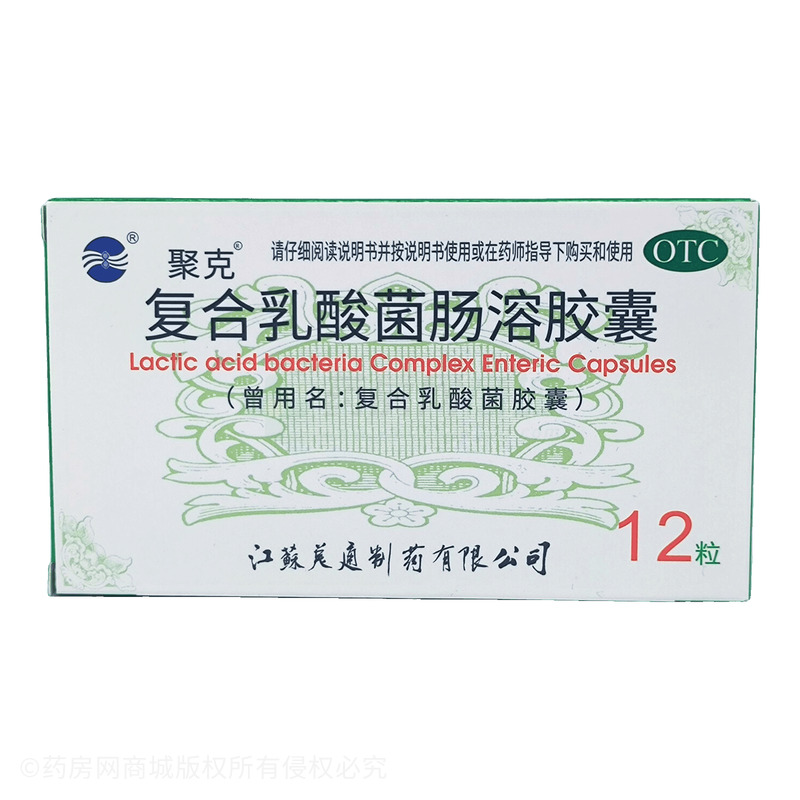 ®
聚克®
请仔细阅读说明书并按说明书使用或在药师指导下购买和使用
OTC
复合乳酸菌肠溶胶囊
Lactic acid bacteria Complex Enteric Capsules
(曾用名:复合乳酸菌胶囊)
江蘇美通制药有限公司
12粒
©药房网商城版权所有侵权必究